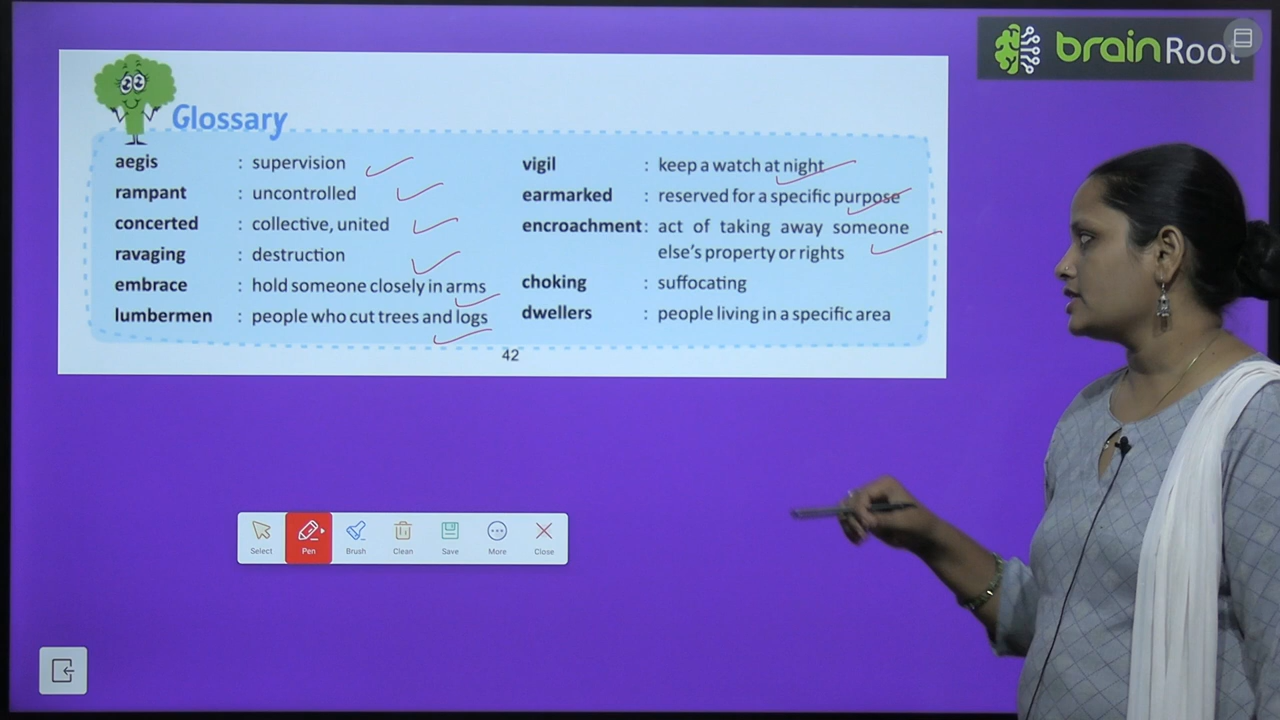 brainRoot
Glossary
aegis : supervision
rampant : uncontrolled
concerted : collective, united
ravaging : destruction
embrace : hold someone closely in arms
lumbermen : people who cut trees and logs
vigil : keep a watch at night
earmarked : reserved for a specific purpose
encroachment : act of taking away someone
else's property or rights
choking : suffocating
dwellers : people living in a specific area
42
Select Pen Brush Clean Save More Close